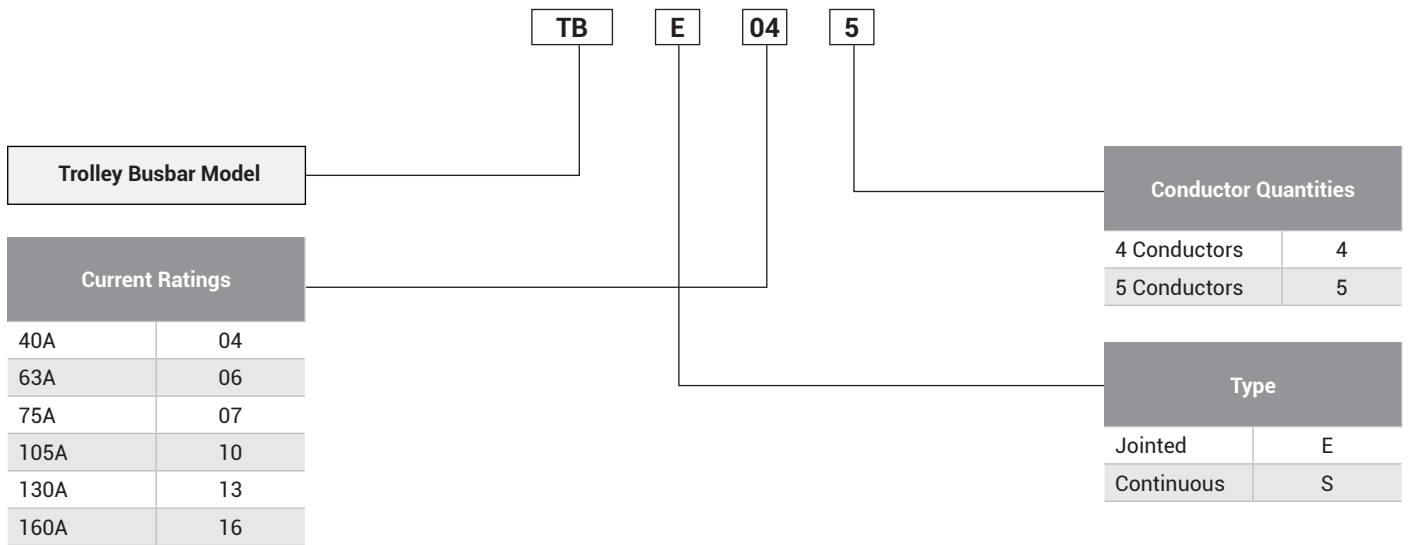 TB E 04 5
Trolley Busbar Model
Current Ratings
40A 04
63A 06
75A 07
105A 10
130A 13
160A 16
Conductor Quantities
4 Conductors 4
5 Conductors 5
Type
Jointed E
Continuous S